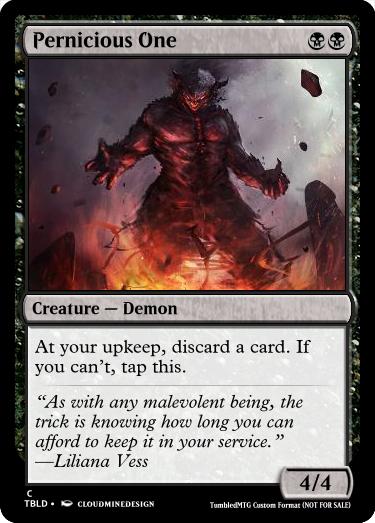 Pernicious One
Creature — Demon
At your upkeep, discard a card. If
you can't, tap this.
"As with any malevolent being, the
trick is knowing how long you can
afford to keep it in your service."
—Liliana Vess
4/4
C
TBLD • CLOUDMINEDESIGN
TumbledMTG Custom Format (NOT FOR SALE)